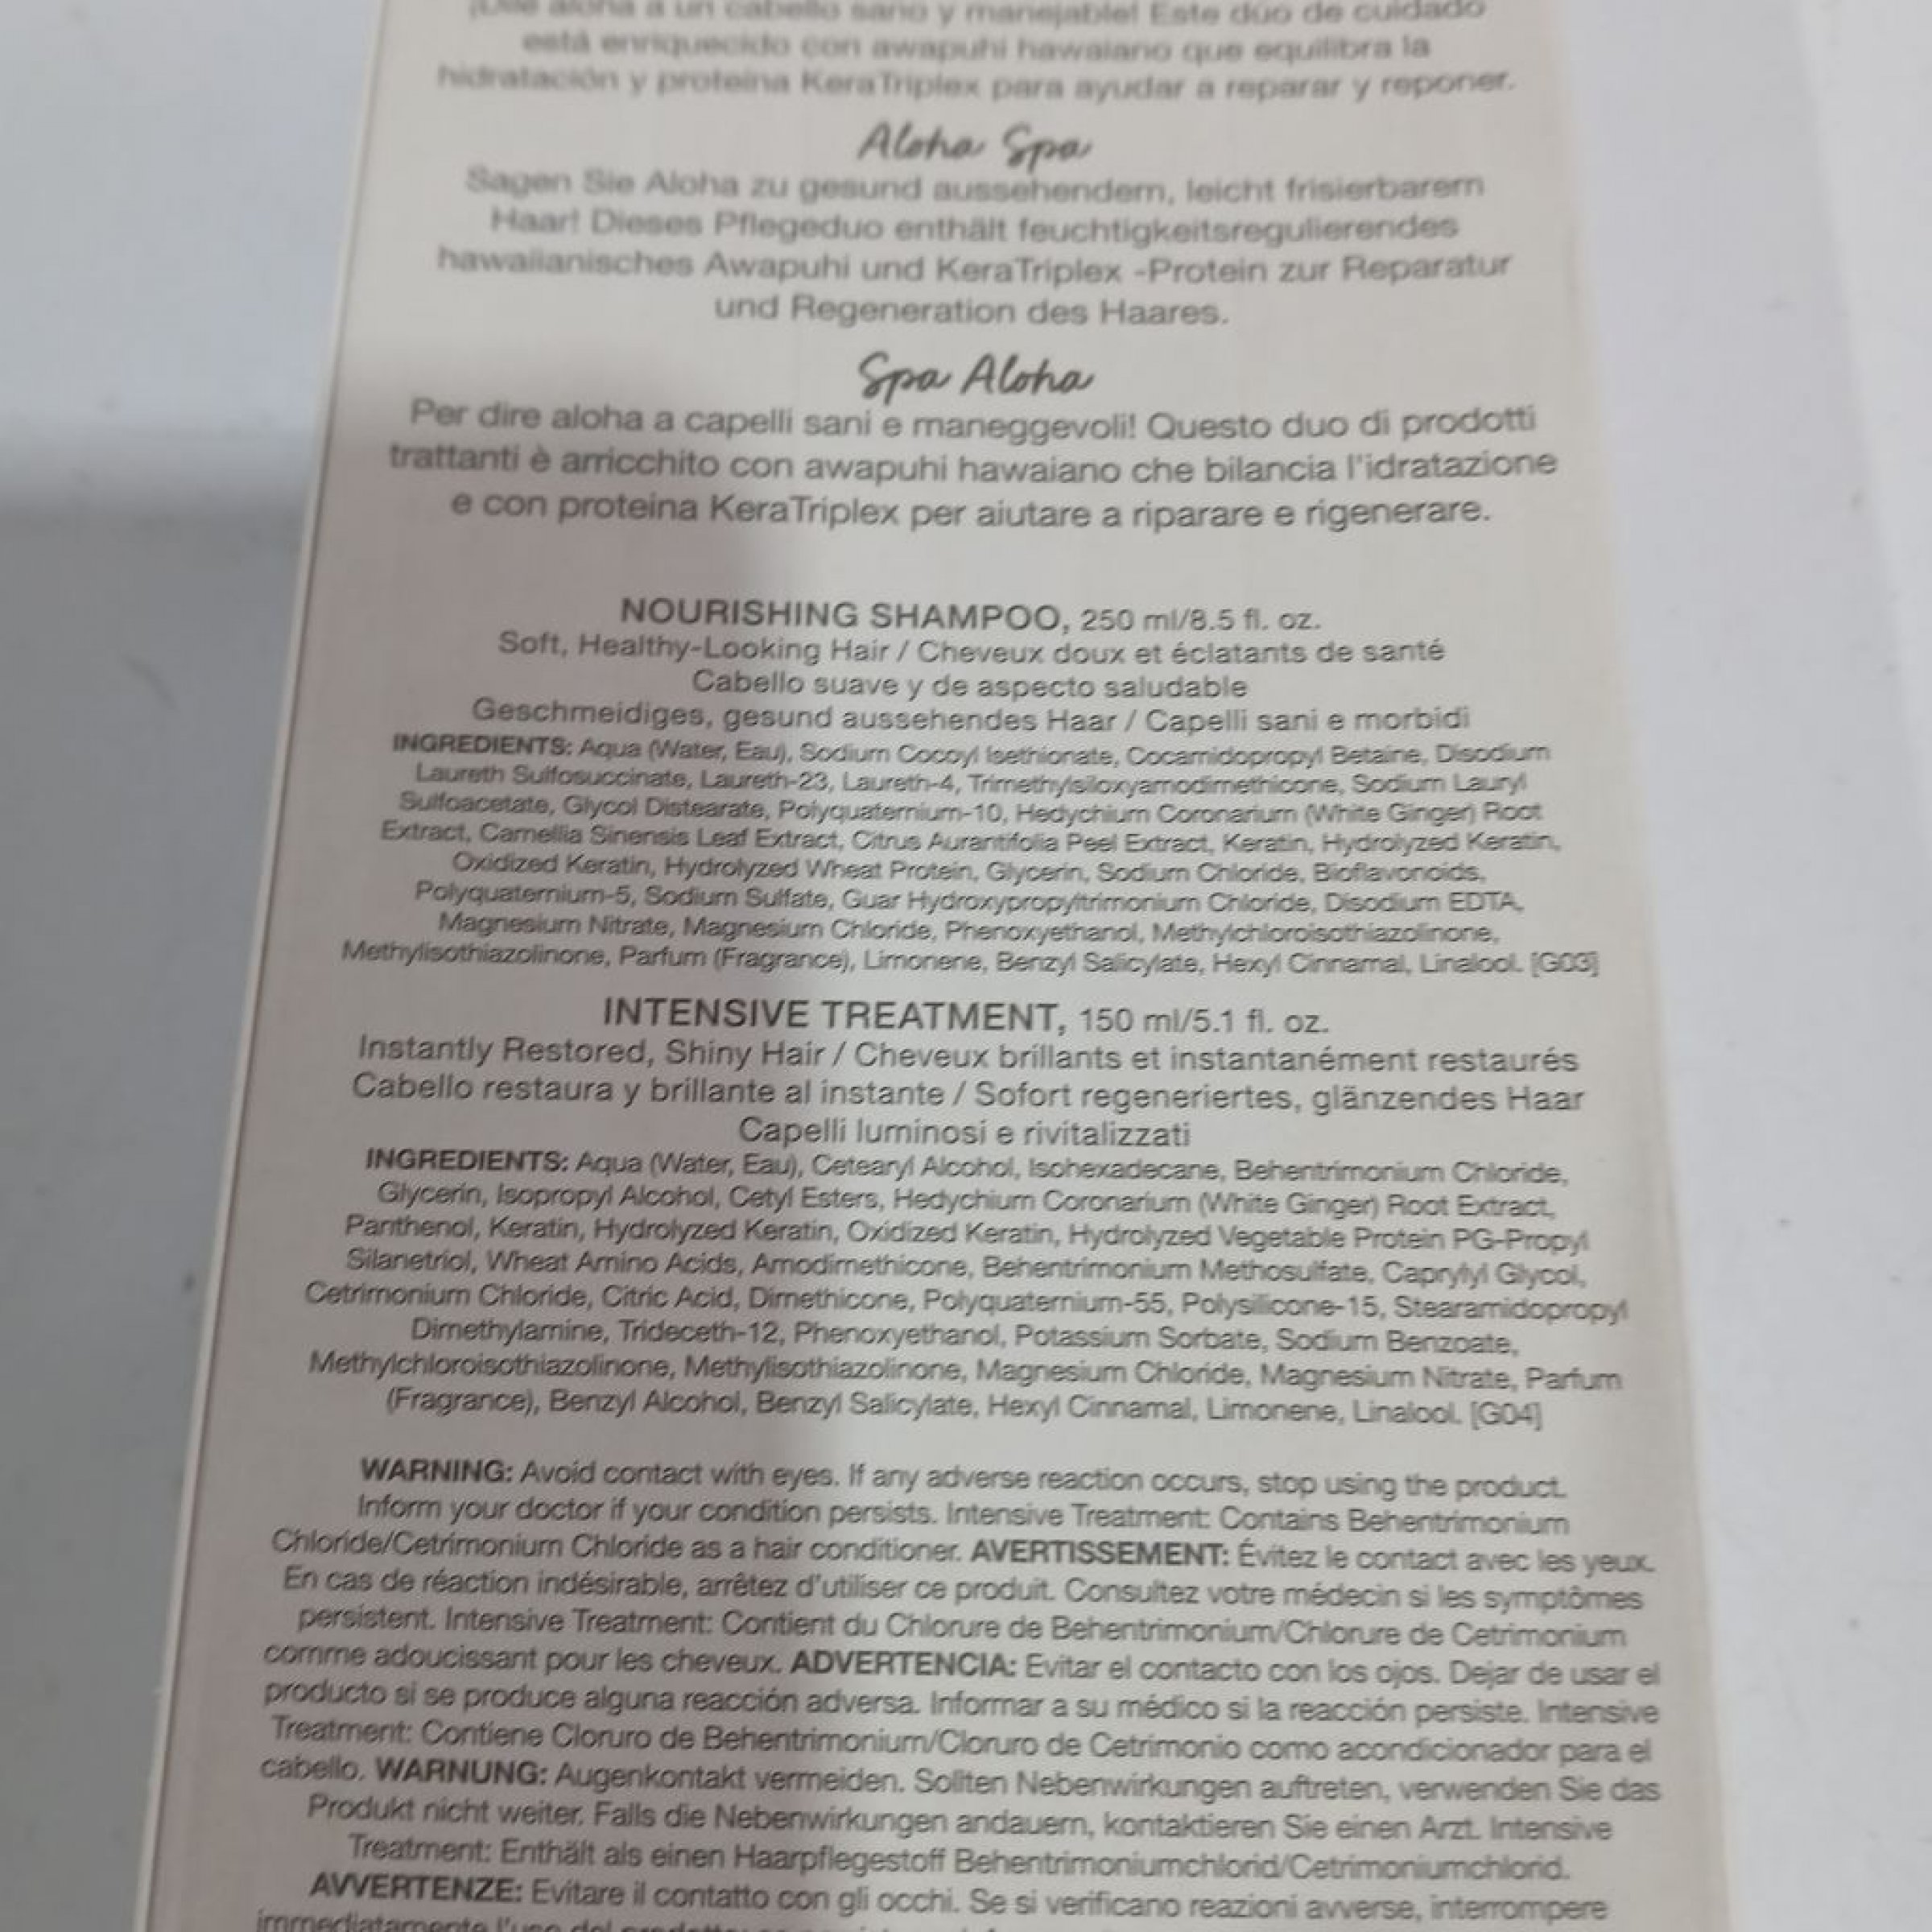 ¡Dile aloha a un cabello sano y manejable! Este dúo de cuidado
está enriquecido con awapuhi hawaiano que equilibra la
hidratación y proteína KeraTriplex para ayudar a reparar y reponer.
Aloha Spa
Sagen Sie Aloha zu gesund aussehendem, leicht frisierbarem
Haar! Dieses Pflegeduo enthält feuchtigkeitsregulierendes
hawaiianisches Awapuhi und KeraTriplex -Protein zur Reparatur
und Regeneration des Haares.
Spa Aloha
Per dire aloha a capelli sani e maneggevoli! Questo duo di prodotti
trattanti è arricchito con awapuhi hawaiano che bilancia l'idratazione
e con proteina KeraTriplex per aiutare a riparare e rigenerare.
NOURISHING SHAMPOO, 250 ml/8.5 fl. oz.
Soft, Healthy-Looking Hair / Cheveux doux et éclatants de santé
Cabello suave y de aspecto saludable
Geschmeidiges, gesund aussehendes Haar / Capelli sani e morbidi
INGREDIENTS: Aqua (Water, Eau), Sodium Cocoyl Isethionate, Cocamidopropyl Betaine, Disodium
Laureth Sulfosuccinate, Laureth-23, Laureth-4, Trimethylsiloxyamodimethicone, Sodium Lauryl
Sulfoacetate, Glycol Distearate, Polyquaternium-10, Hedychium Coronarium (White Ginger) Root
Extract, Camellia Sinensis Leaf Extract, Citrus Aurantifolia Peel Extract, Keratin, Hydrolyzed Keratin,
Oxidized Keratin, Hydrolyzed Wheat Protein, Glycerin, Sodium Chloride, Bioflavonoids,
Polyquaternium-5, Sodium Sulfate, Guar Hydroxypropyltrimonium Chloride, Disodium EDTA,
Magnesium Nitrate, Magnesium Chloride, Phenoxyethanol, Methylchloroisothiazolinone,
Methylisothiazolinone, Parfum (Fragrance), Limonene, Benzyl Salicylate, Hexyl Cinnamal, Linalool. [G03]
INTENSIVE TREATMENT, 150 ml/5.1 fl. oz.
Instantly Restored, Shiny Hair / Cheveux brillants et instantanément restaurés
Cabello restaura y brillante al instante / Sofort regeneriertes, glänzendes Haar
Capelli luminosi e rivitalizzati
INGREDIENTS: Aqua (Water, Eau), Cetearyl Alcohol, Isohexadecane, Behentrimonium Chloride,
Glycerin, Isopropyl Alcohol, Cetyl Esters, Hedychium Coronarium (White Ginger) Root Extract,
Panthenol, Keratin, Hydrolyzed Keratin, Oxidized Keratin, Hydrolyzed Vegetable Protein PG-Propyl
Silanetriol, Wheat Amino Acids, Amodimethicone, Behentrimonium Methosulfate, Caprylyl Glycol,
Cetrimonium Chloride, Citric Acid, Dimethicone, Polyquaternium-55, Polysilicone-15, Stearamidopropyl
Dimethylamine, Trideceth-12, Phenoxyethanol, Potassium Sorbate, Sodium Benzoate,
Methylchloroisothiazolinone, Methylisothiazolinone, Magnesium Chloride, Magnesium Nitrate, Parfum
(Fragrance), Benzyl Alcohol, Benzyl Salicylate, Hexyl Cinnamal, Limonene, Linalool. [G04]
WARNING: Avoid contact with eyes. If any adverse reaction occurs, stop using the product.
Inform your doctor if your condition persists. Intensive Treatment: Contains Behentrimonium
Chloride/Cetrimonium Chloride as a hair conditioner. AVERTISSEMENT: Évitez le contact avec les yeux.
En cas de réaction indésirable, arrêtez d'utiliser ce produit. Consultez votre médecin si les symptômes
persistent. Intensive Treatment: Contient du Chlorure de Behentrimonium/Chlorure de Cetrimonium
comme adoucissant pour les cheveux. ADVERTENCIA: Evitar el contacto con los ojos. Dejar de usar el
producto si se produce alguna reacción adversa. Informar a su médico si la reacción persiste. Intensive
Treatment: Contiene Cloruro de Behentrimonium/Cloruro de Cetrimonio como acondicionador para el
cabello. WARNUNG: Augenkontakt vermeiden. Sollten Nebenwirkungen auftreten, verwenden Sie das
Produkt nicht weiter. Falls die Nebenwirkungen andauern, kontaktieren Sie einen Arzt. Intensive
Treatment: Enthält als einen Haarpflegestoff Behentrimoniumchlorid/Cetrimoniumchlorid.
AVVERTENZE: Evitare il contatto con gli occhi. Se si verificano reazioni avverse, interrompere
immediatamente l'uso del